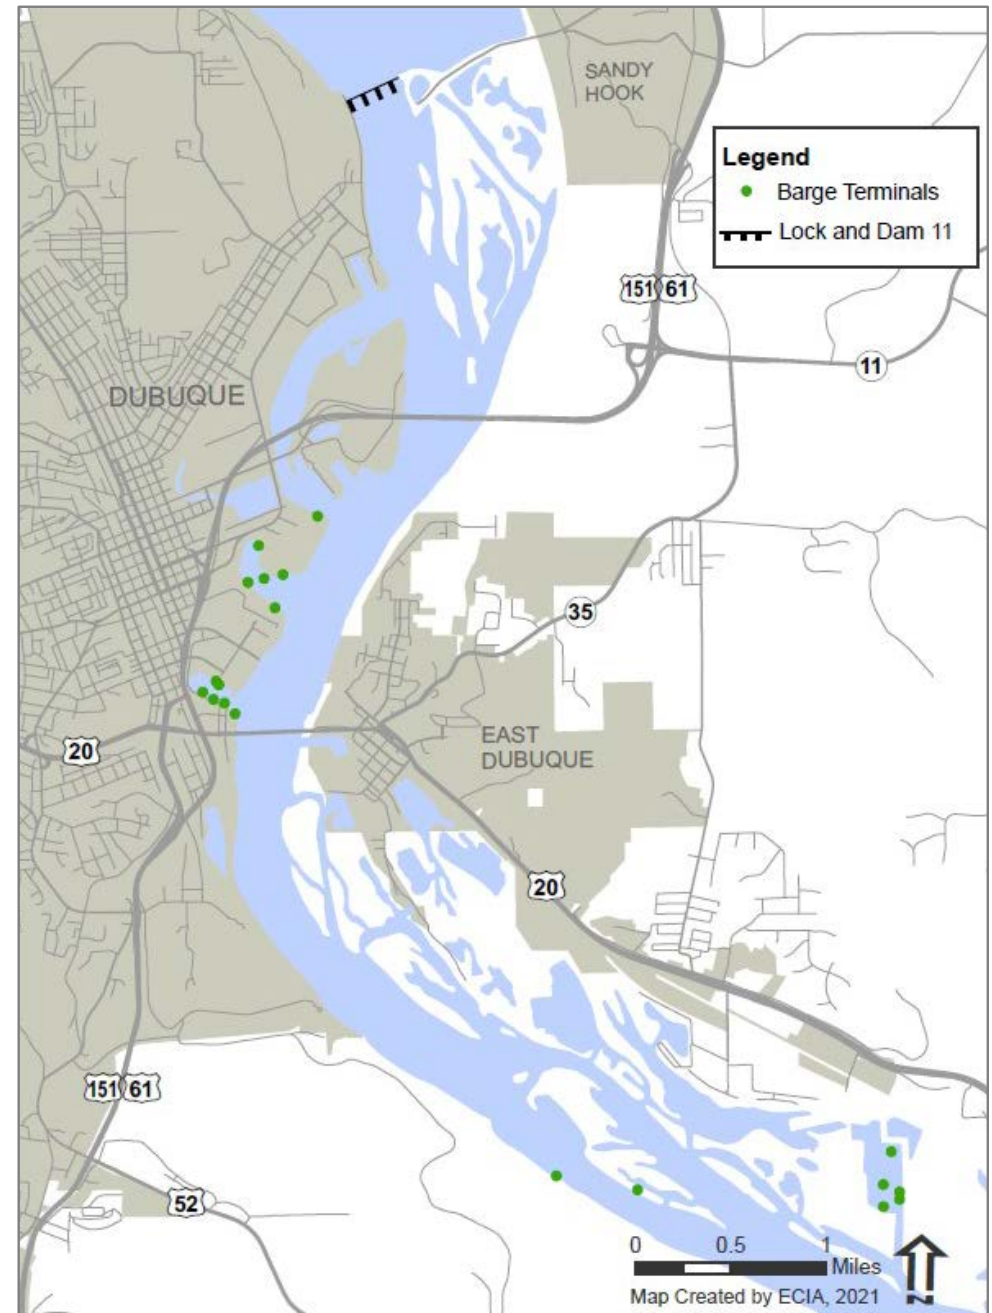 SANDY
HOOK
Legend
Barge Terminals
Lock and Dam 11
151 61
11
DUBUQUE
35
EAST
DUBUQUE
20
20
151 61
52
0 0.5 1
Miles
Map Created by ECIA, 2021
N